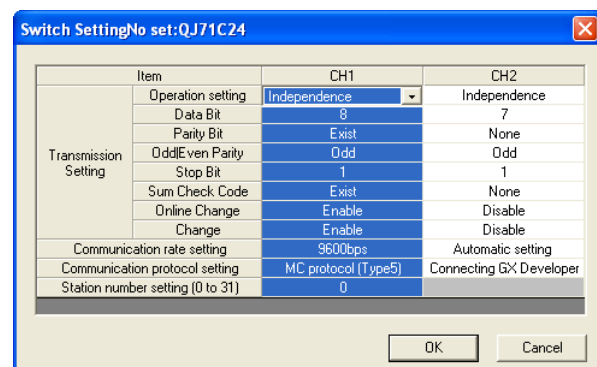 Switch SettingNo set:QJ71C24
Item CH1 CH2
Transmission Setting
Operation setting Independence Independence
Data Bit 8 7
Parity Bit Exist None
Odd|Even Parity Odd Odd
Stop Bit 1 1
Sum Check Code Exist None
Online Change Enable Disable
Change Enable Disable
Communication rate setting 9600bps Automatic setting
Communication protocol setting MC protocol (Type5) Connecting GX Developer
Station number setting (0 to 31) 0
OK Cancel